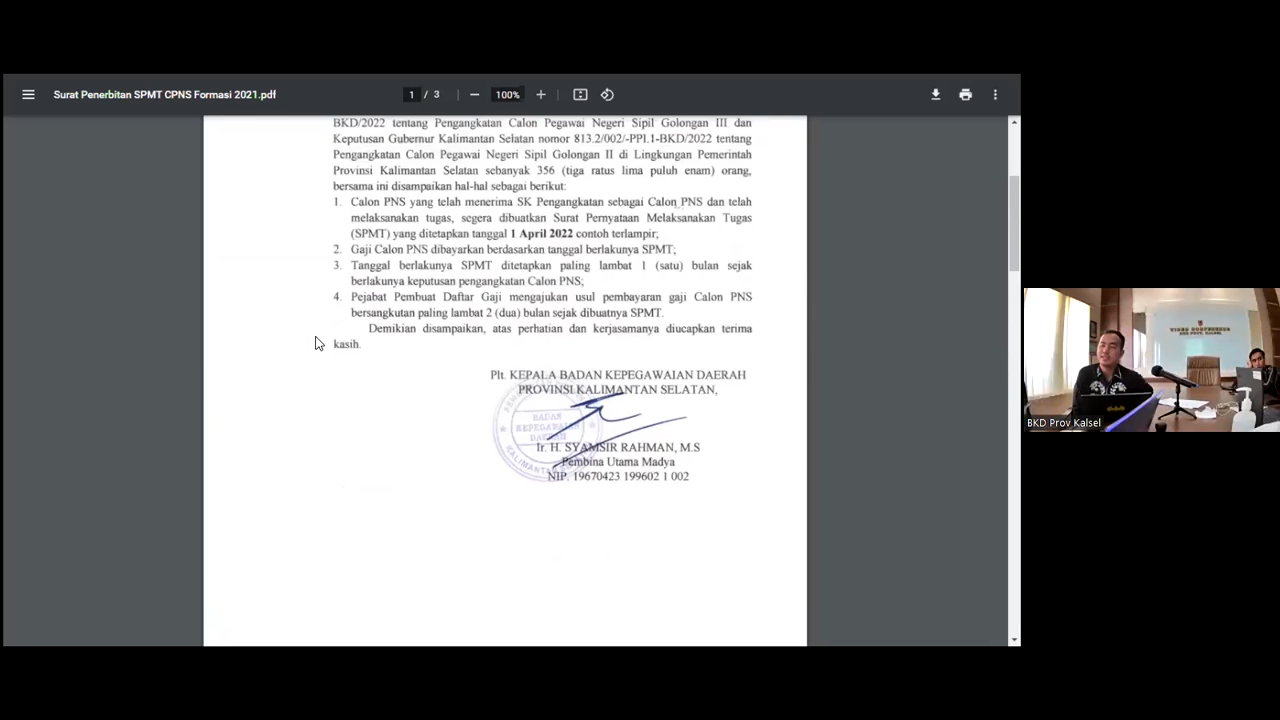 Surat Penerbitan SPMT CPNS Formasi 2021.pdf
1 / 3
100%
BKD/2022 tentang Pengangkatan Calon Pegawai Negeri Sipil Golongan III dan
Keputusan Gubernur Kalimantan Selatan nomor 813.2/002/-PPI.1-BKD/2022 tentang
Pengangkatan Calon Pegawai Negeri Sipil Golongan II di Lingkungan Pemerintah
Provinsi Kalimantan Selatan sebanyak 356 (tiga ratus lima puluh enam) orang,
bersama ini disampaikan hal-hal sebagai berikut:
1. Calon PNS yang telah menerima SK Pengangkatan sebagai Calon PNS dan telah
melaksanakan tugas, segera dibuatkan Surat Pernyataan Melaksanakan Tugas
(SPMT) yang ditetapkan tanggal 1 April 2022 contoh terlampir;
2. Gaji Calon PNS dibayarkan berdasarkan tanggal berlakunya SPMT;
3. Tanggal berlakunya SPMT ditetapkan paling lambat 1 (satu) bulan sejak
berlakunya keputusan pengangkatan Calon PNS;
4. Pejabat Pembuat Daftar Gaji mengajukan usul pembayaran gaji Calon PNS
bersangkutan paling lambat 2 (dua) bulan sejak dibuatnya SPMT.
Demikian disampaikan, atas perhatian dan kerjasamanya diucapkan terima
kasih.
Plt. KEPALA BADAN KEPEGAWAIAN DAERAH
PROVINSI KALIMANTAN SELATAN,
BADAN
KEPEGAWAIAN
DAERAH
Ir. H. SYAMSIR RAHMAN, M.S
Pembina Utama Madya
NIP. 19670423 199602 1 002
VIDEO CONFERENCE
BKD PROV. KALSEL
BKD Prov Kalsel